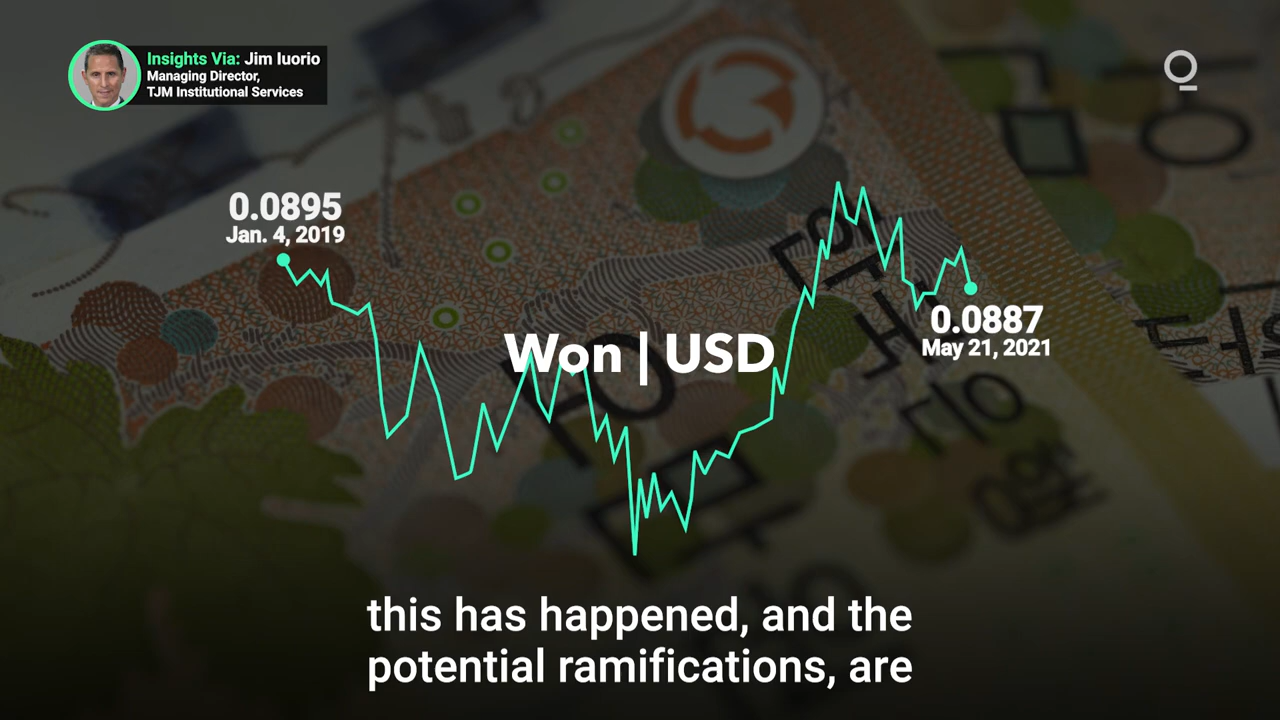 Insights Via: Jim Iuorio
Managing Director,
TJM Institutional Services
0.0895
Jan. 4, 2019
Won | USD
0.0887
May 21, 2021
this has happened, and the
potential ramifications, are